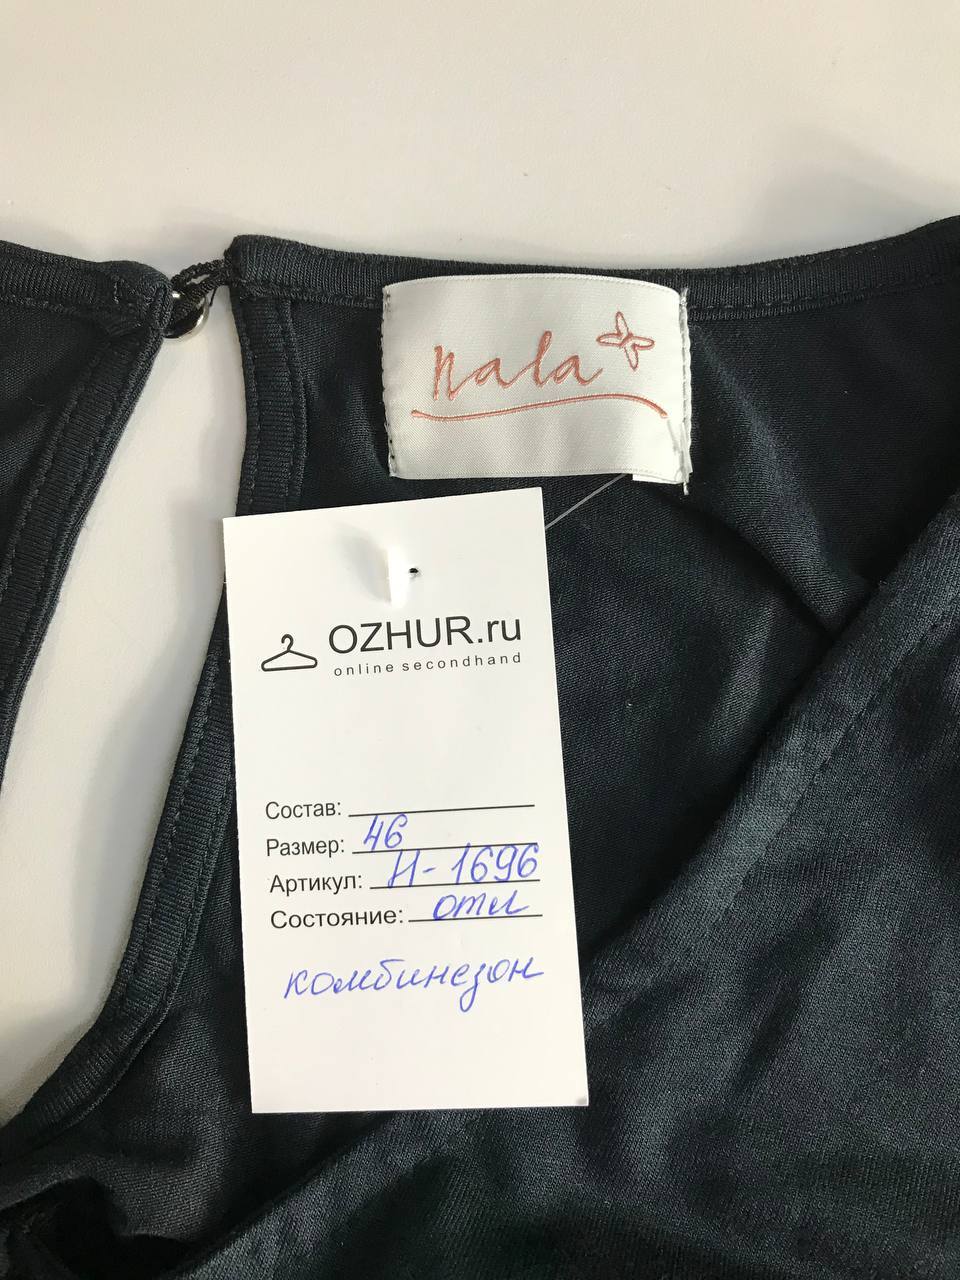 nala
OZHUR.ru
online secondhand
Состав:
Размер: 46
Артикул: Н-1696
Состояние: отл
комбинезон